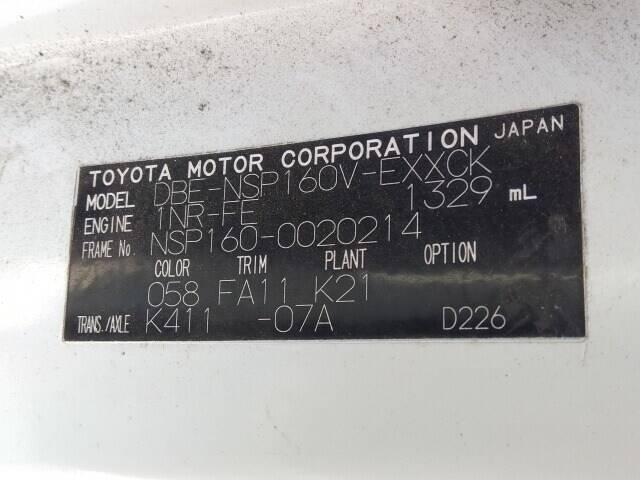 TOYOTA MOTOR CORPORATION JAPAN
MODEL DBE-NSP160V-EXXCK
ENGINE 1NR-FE 1329 mL
FRAME No. NSP160-0020214
COLOR TRIM PLANT OPTION
058 FA11 K21
TRANS./AXLE K411 -07A D226